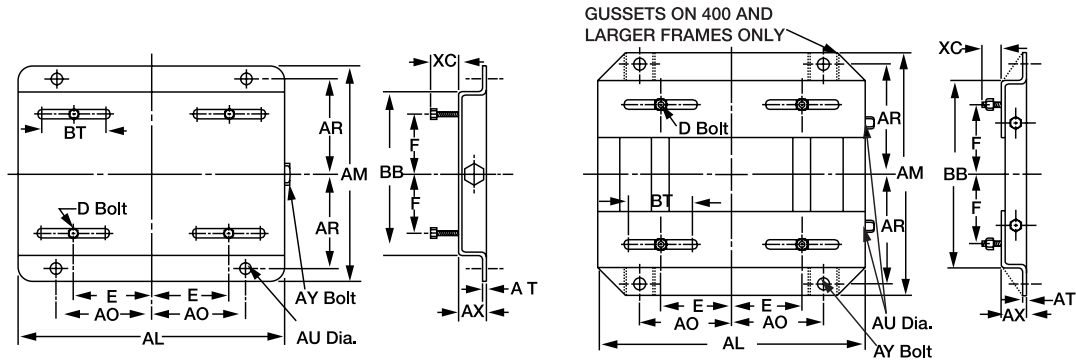 GUSSETS ON 400 AND
LARGER FRAMES ONLY
XC
BT
AR
AM
AR
F
BB
F
D Bolt
E
E
AO
AO
AL
AY Bolt
AU Dia.
A T
AX
XC
D Bolt
AR
AM
AR
BT
F
BB
F
E
E
AO
AO
AL
AU Dia.
AY Bolt
AT
AX